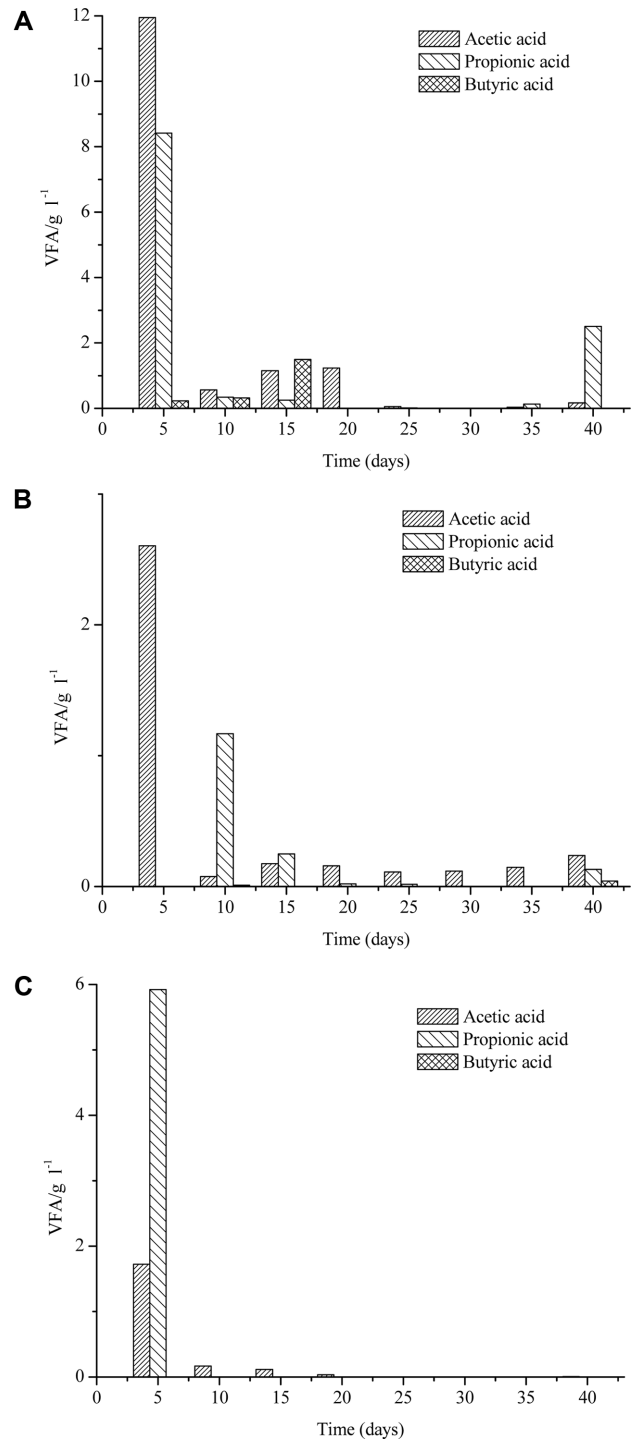 A
12
10
8
6
4
2
0
VFA/g l⁻¹
Acetic acid
Propionic acid
Butyric acid
0 5 10 15 20 25 30 35 40
Time (days)
B
2
0
VFA/g l⁻¹
Acetic acid
Propionic acid
Butyric acid
0 5 10 15 20 25 30 35 40
Time (days)
C
6
4
2
0
VFA/g l⁻¹
Acetic acid
Propionic acid
Butyric acid
0 5 10 15 20 25 30 35 40
Time (days)